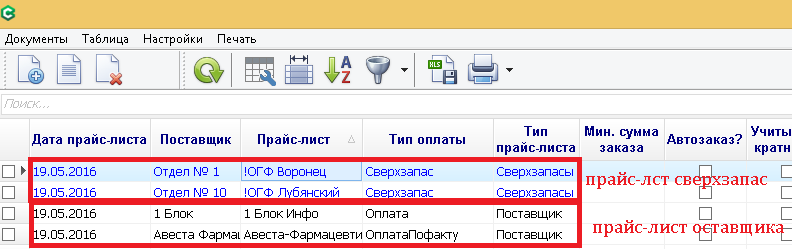 Документы Таблица Настройки Печать
A Z XLS
Поиск...
Дата прайс-листа Поставщик Прайс-лист Тип оплаты Тип прайс-листа Мин. сумма заказа Автозаказ? Учиты кратн
19.05.2016 Отдел № 1 !ОГФ Воронец Сверхзапас Сверхзапасы
19.05.2016 Отдел № 10 !ОГФ Лубянский Сверхзапас Сверхзапасы
прайс-лст сверхзапас
19.05.2016 1 Блок 1 Блок Инфо Оплата Поставщик
19.05.2016 Авеста Фармац Авеста-Фармацевти ОплатаПофакту Поставщик
прайс-лист оставщика